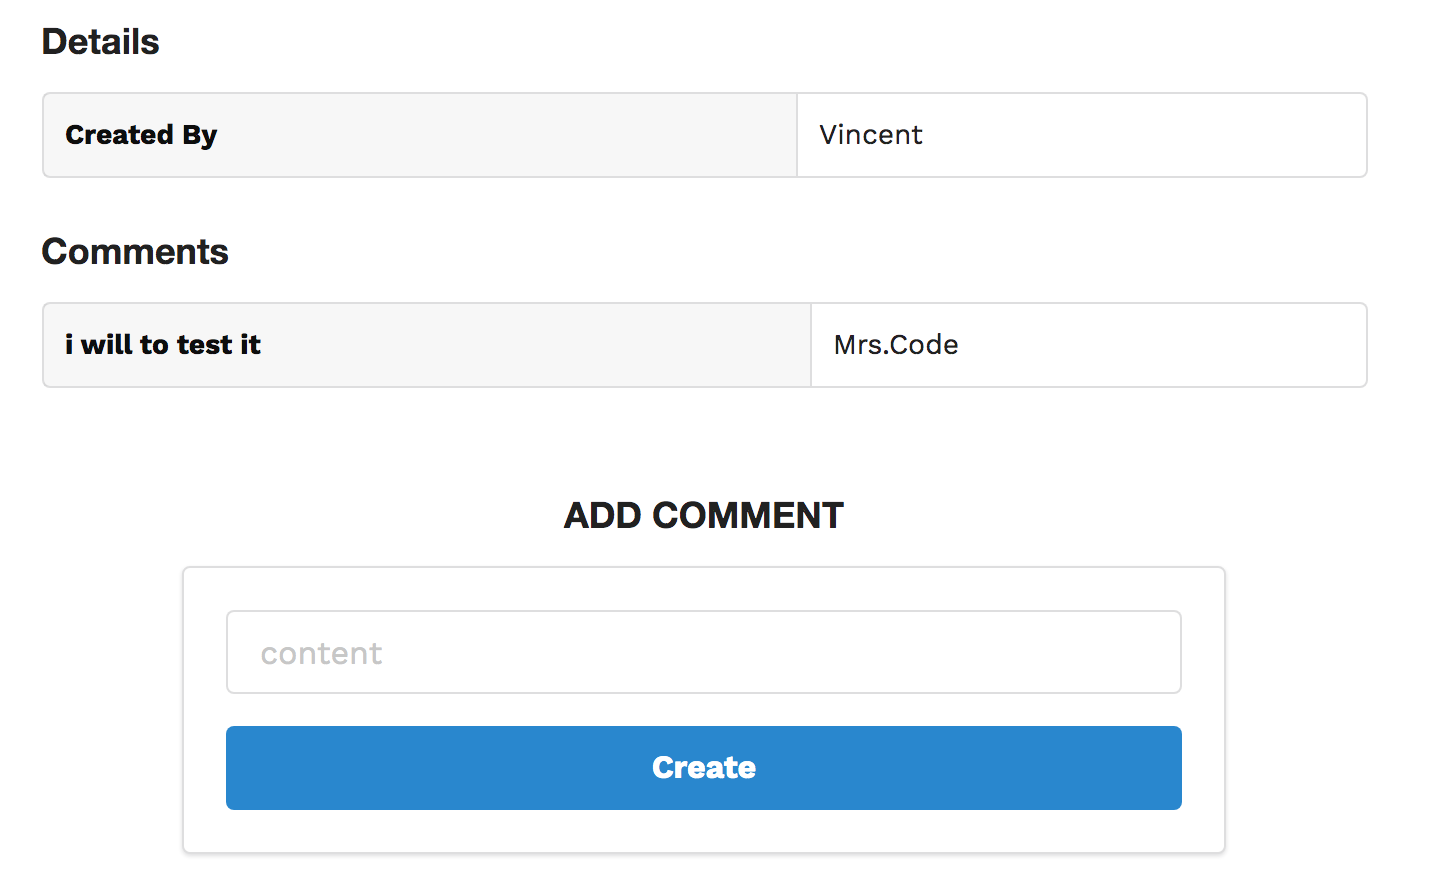 Details
Created By Vincent
Comments
i will to test it Mrs.Code
ADD COMMENT
content
Create